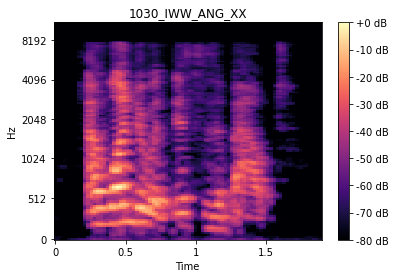 1030_IWW_ANG_XX
8192
4096
2048
1024
512
0
Hz
0
0.5
1
1.5
Time
+0 dB
-10 dB
-20 dB
-30 dB
-40 dB
-50 dB
-60 dB
-70 dB
-80 dB